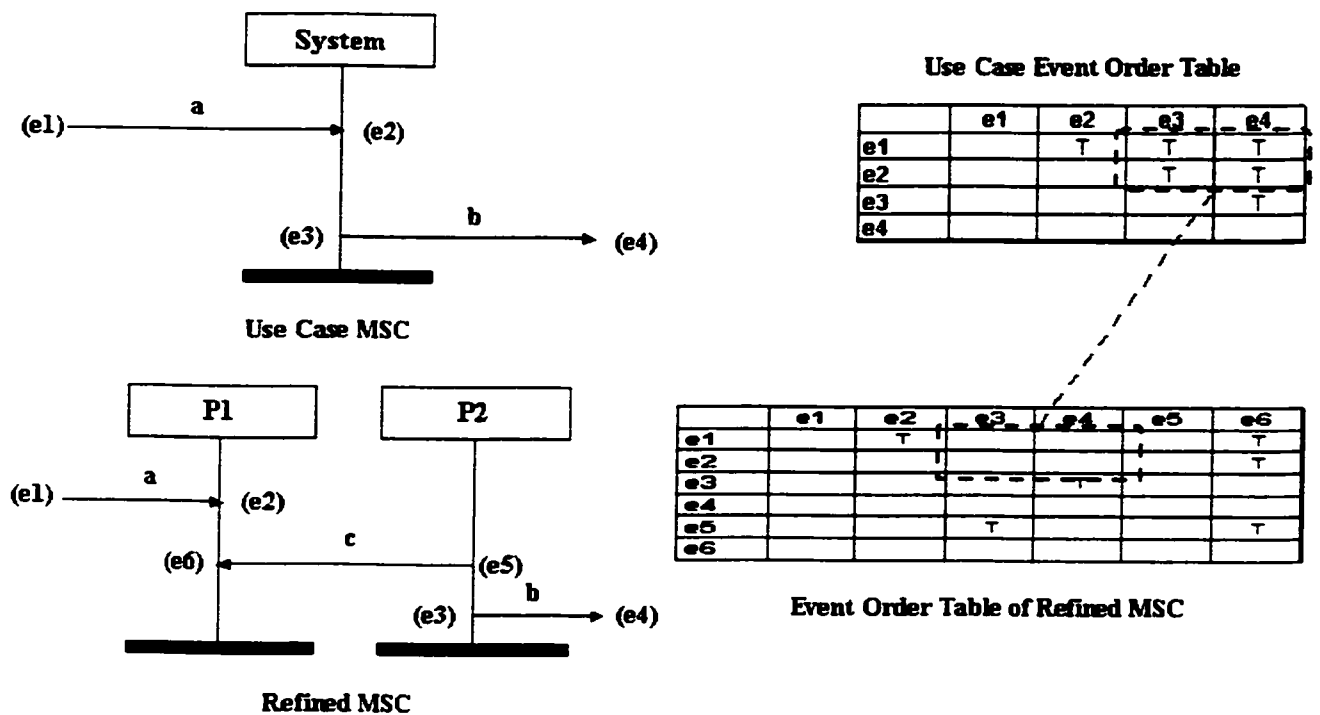 System
a
(e1)
(e2)
(e3)
b
(e4)
Use Case MSC
Use Case Event Order Table
e1 e2 e3 e4
e1 T T T
e2 T T
e3 T
e4
P1
P2
a
(e1)
(e2)
c
(e6)
(e5)
b
(e3)
(e4)
Refined MSC
e1 e2 e3 e4 e5 e6
e1 T T
e2 T
e3 T
e4
e5 T T
e6
Event Order Table of Refined MSC